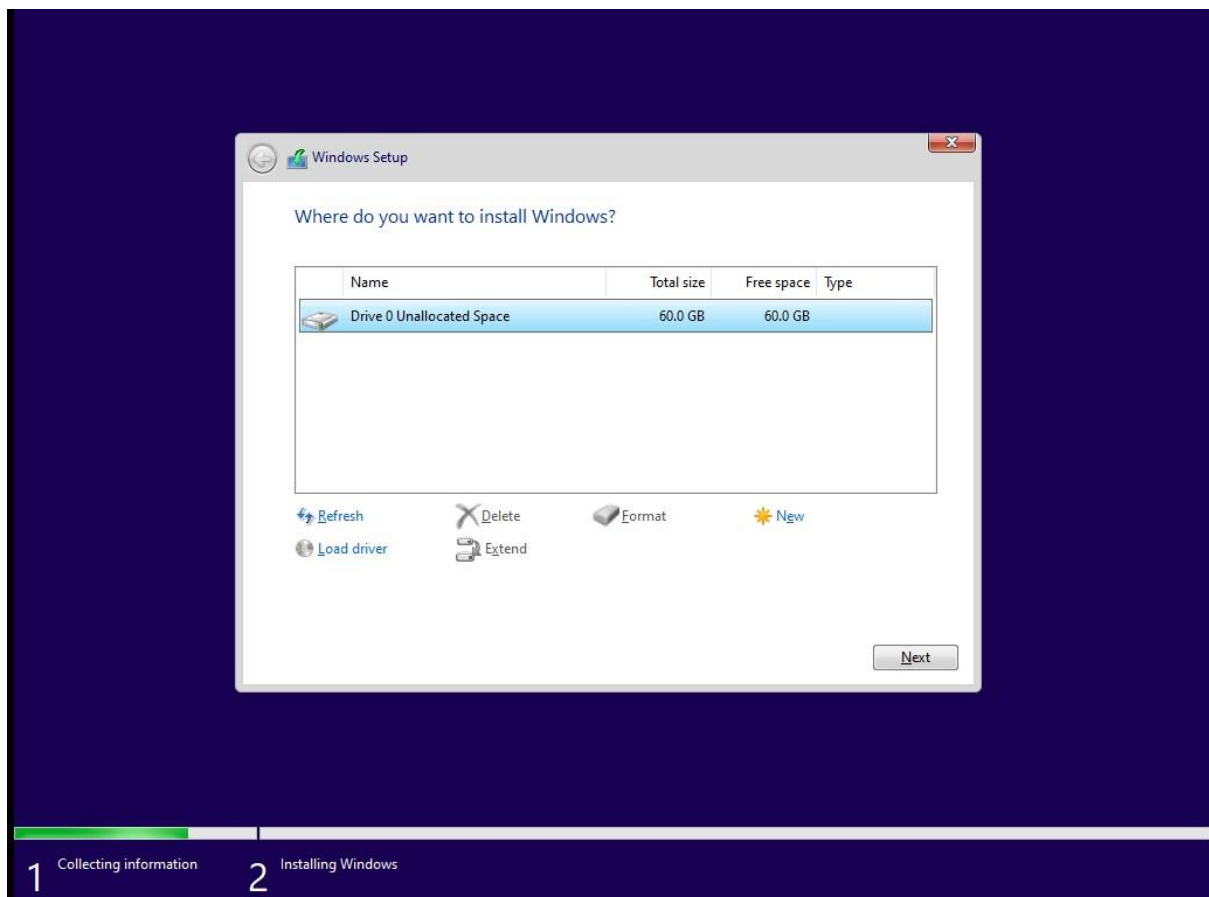 Windows Setup
Where do you want to install Windows?
Name Total size Free space Type
Drive 0 Unallocated Space 60.0 GB 60.0 GB
Refresh Delete Format New
Load driver Extend
Next
1 Collecting information 2 Installing Windows